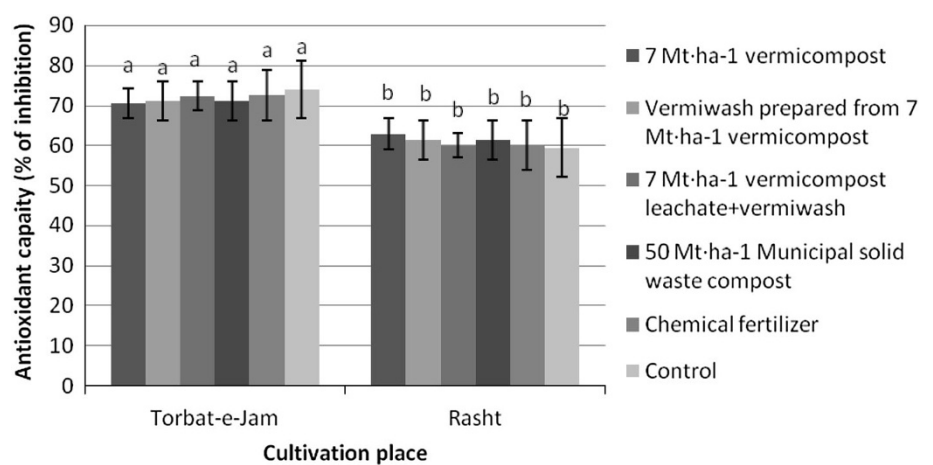 Antioxidant capaity (% of inhibition)
90
80
70
60
50
40
30
20
10
0
a a a a a a
b b b b b b
Torbat-e-Jam
Rasht
Cultivation place
7 Mt·ha-1 vermicompost
Vermiwash prepared from 7
Mt·ha-1 vermicompost
7 Mt·ha-1 vermicompost
leachate+vermiwash
50 Mt·ha-1 Municipal solid
waste compost
Chemical fertilizer
Control